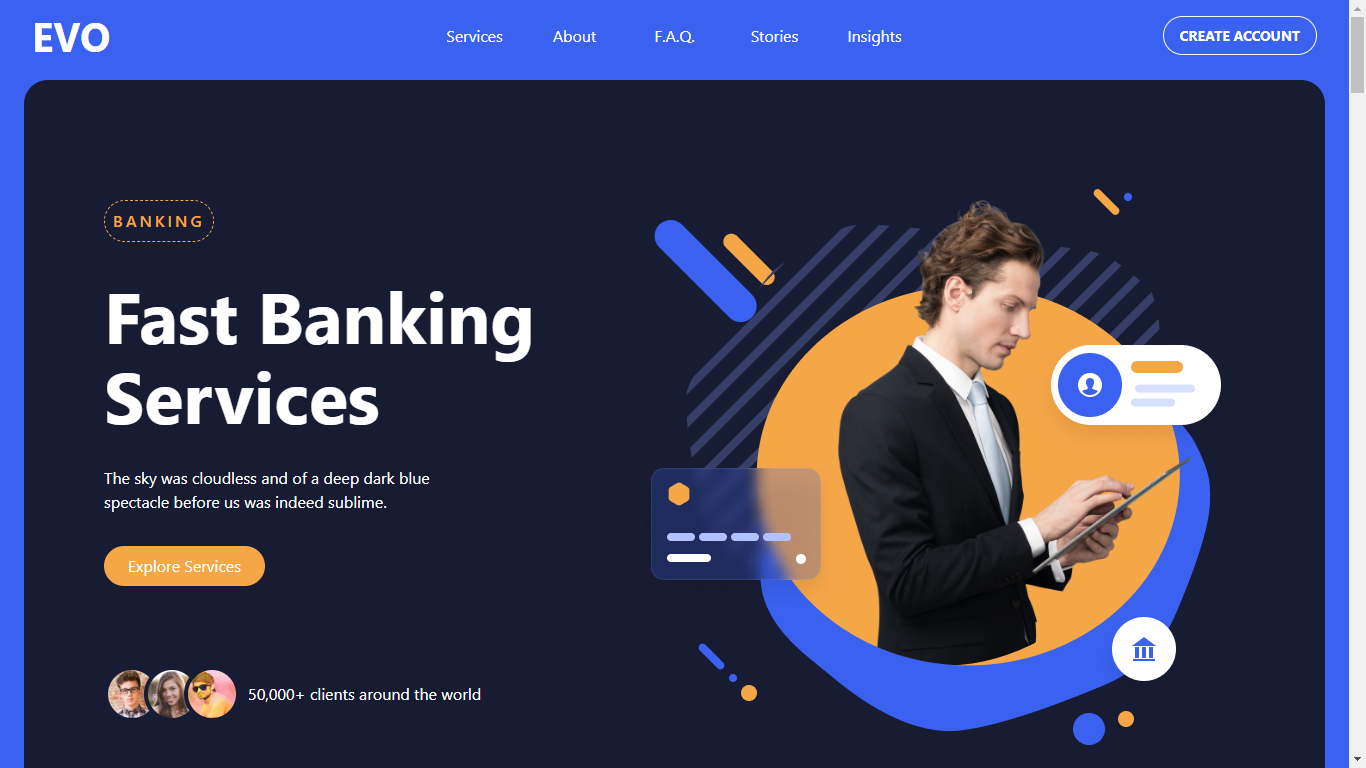 EVO
Services
About
F.A.Q.
Stories
Insights
CREATE ACCOUNT
BANKING
Fast Banking
Services
The sky was cloudless and of a deep dark blue
spectacle before us was indeed sublime.
Explore Services
50,000+ clients around the world